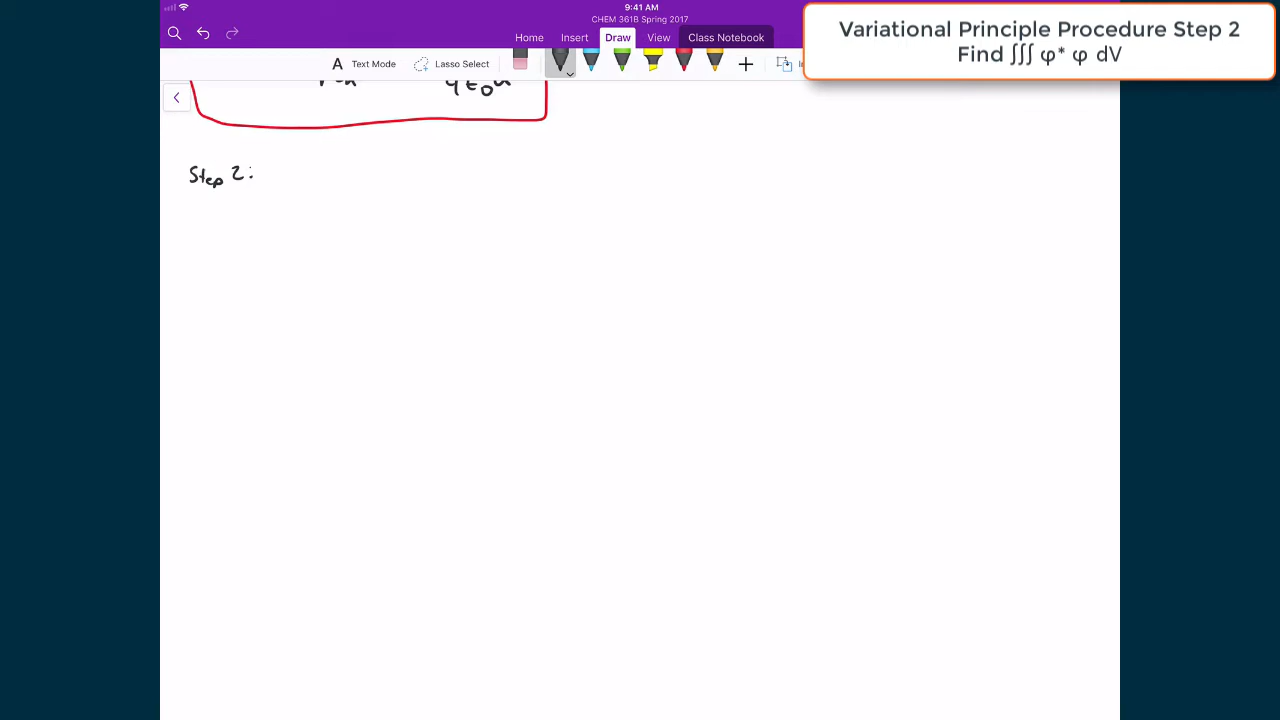 9:41 AM
CHEM 361B Spring 2017
Home Insert Draw View Class Notebook
Variational Principle Procedure Step 2
Find ∫∫∫ φ* φ dV
A Text Mode Lasso Select
Step 2: